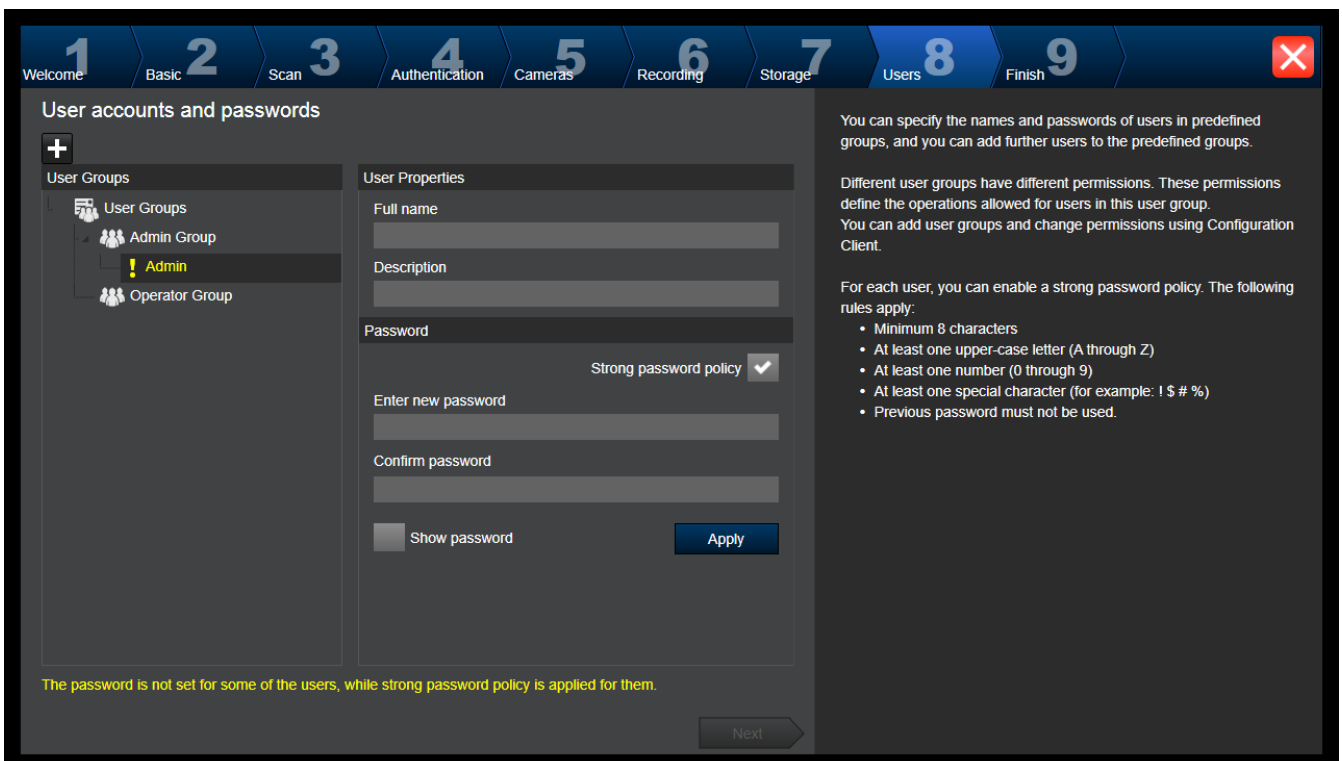 1 Welcome
2 Basic
3 Scan
4 Authentication
5 Cameras
6 Recording
7 Storage
8 Users
9 Finish
User accounts and passwords
User Groups
User Groups
Admin Group
Admin
Operator Group
User Properties
Full name
Description
Password
Strong password policy
Enter new password
Confirm password
Show password
Apply
The password is not set for some of the users, while strong password policy is applied for them.
Next
You can specify the names and passwords of users in predefined
groups, and you can add further users to the predefined groups.
Different user groups have different permissions. These permissions
define the operations allowed for users in this user group.
You can add user groups and change permissions using Configuration
Client.
For each user, you can enable a strong password policy. The following
rules apply:
• Minimum 8 characters
• At least one upper-case letter (A through Z)
• At least one number (0 through 9)
• At least one special character (for example: ! $ # %)
• Previous password must not be used.